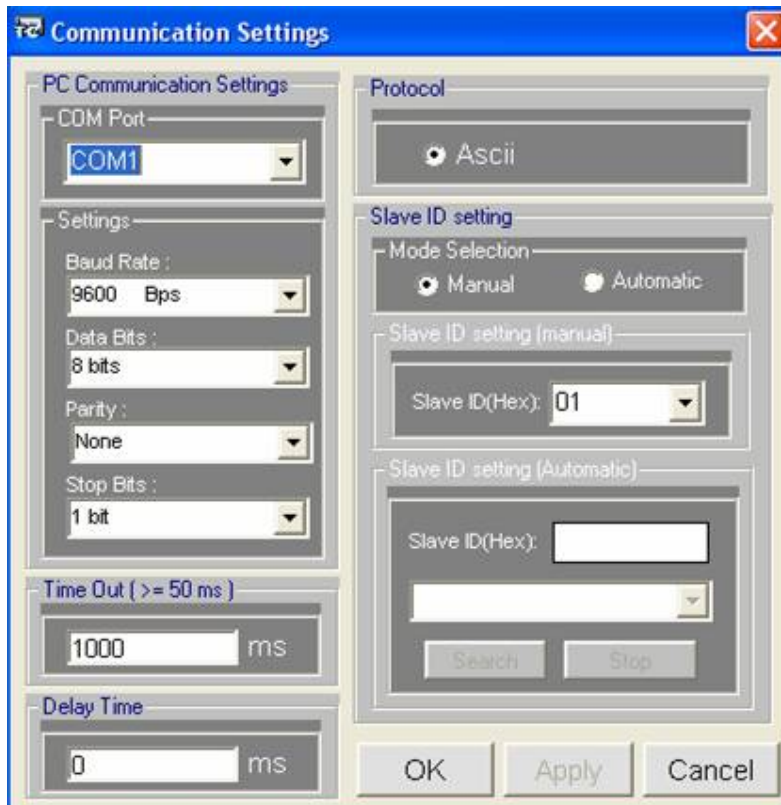 Communication Settings
PC Communication Settings
COM Port
COM1
Settings
Baud Rate :
9600 Bps
Data Bits :
8 bits
Parity :
None
Stop Bits :
1 bit
Time Out ( >= 50 ms )
1000 ms
Delay Time
0 ms
Protocol
Ascii
Slave ID setting
Mode Selection
Manual Automatic
Slave ID setting (manual)
Slave ID(Hex): 01
Slave ID setting (Automatic)
Slave ID(Hex):
Search Stop
OK Apply Cancel